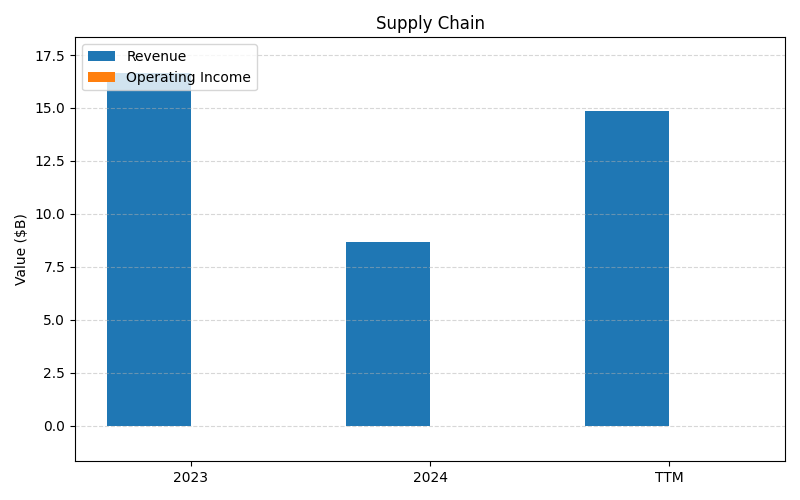 Supply Chain
Revenue
Operating Income
Value ($B)
17.5
15.0
12.5
10.0
7.5
5.0
2.5
0.0
2023
2024
TTM